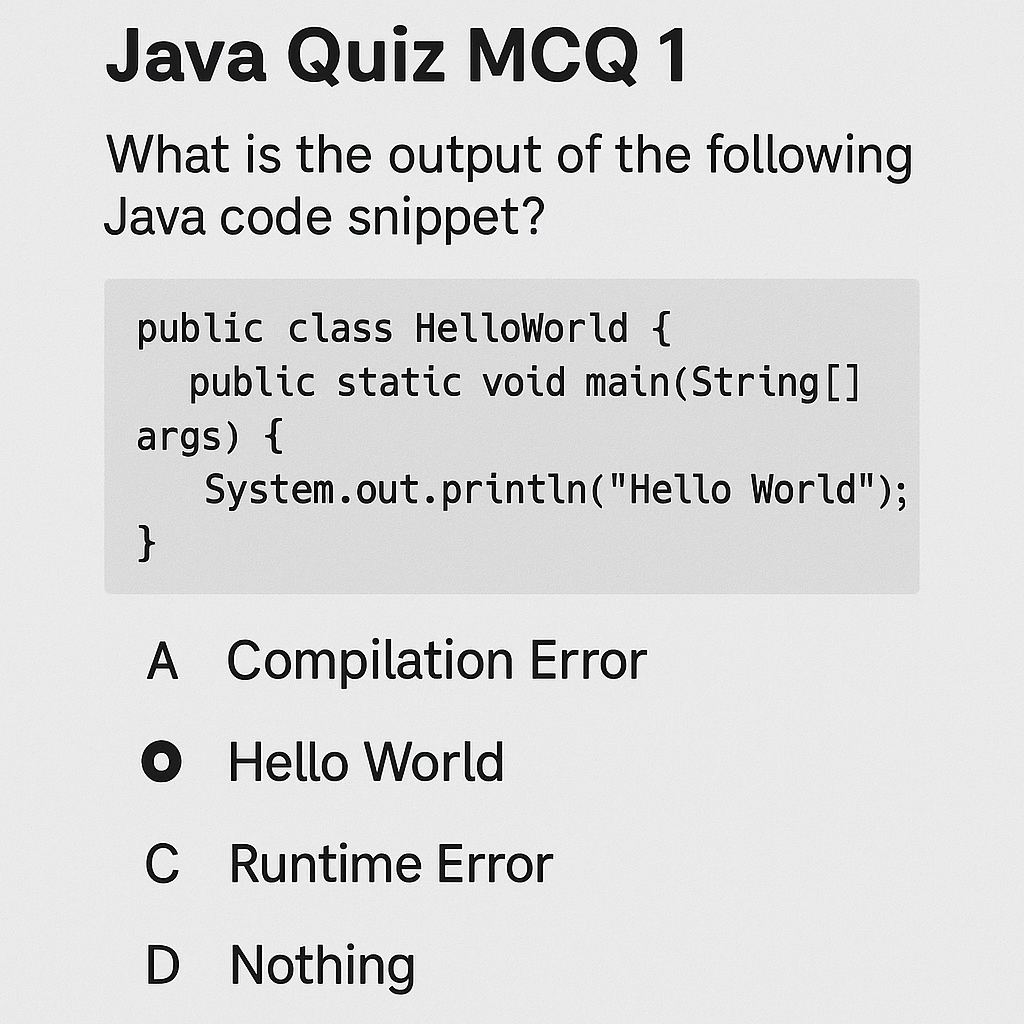 Java Quiz MCQ 1
What is the output of the following
Java code snippet?
public class HelloWorld {
public static void main(String[]
args) {
System.out.println("Hello World");
}
A Compilation Error
Hello World
C Runtime Error
D Nothing